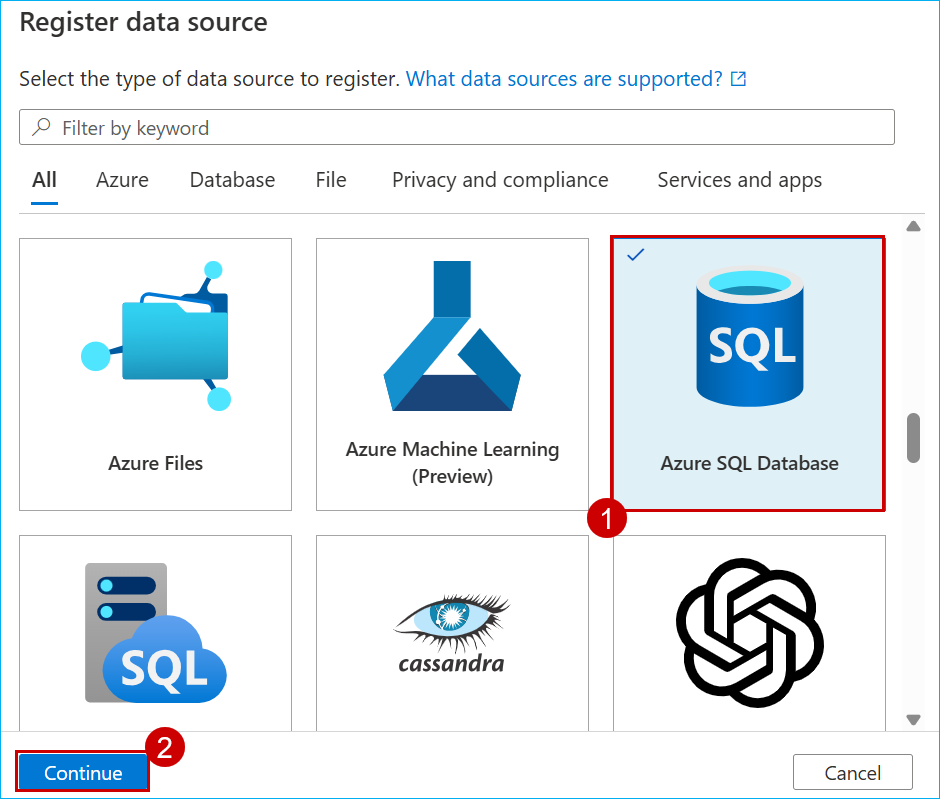 Register data source
Select the type of data source to register. What data sources are supported?
Filter by keyword
All Azure Database File Privacy and compliance Services and apps
SQL
Azure Files
Azure Machine Learning
(Preview)
Azure SQL Database
1
SQL
cassandra
2
Continue
Cancel